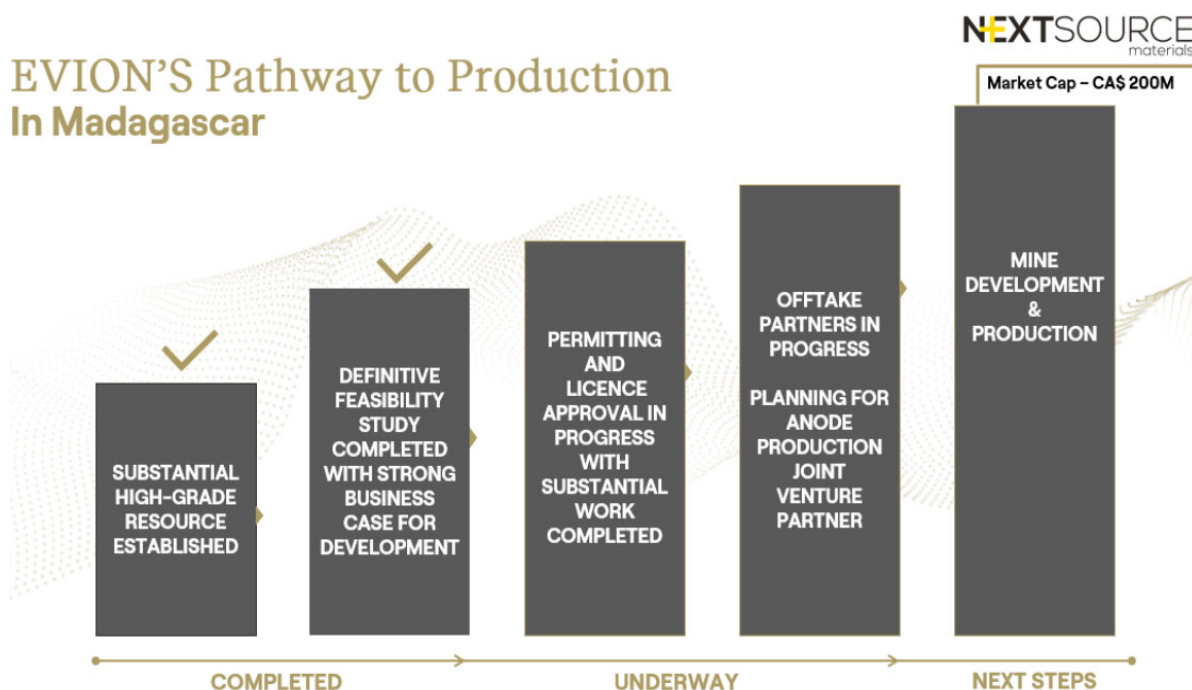 NEXTSOURCE
materials
EVION'S Pathway to Production
In Madagascar
Market Cap – CA$ 200M
SUBSTANTIAL
HIGH-GRADE
RESOURCE
ESTABLISHED
DEFINITIVE
FEASIBILITY
STUDY
COMPLETED
WITH STRONG
BUSINESS
CASE FOR
DEVELOPMENT
PERMITTING
AND
LICENCE
APPROVAL IN
PROGRESS
WITH
SUBSTANTIAL
WORK
COMPLETED
OFFTAKE
PARTNERS IN
PROGRESS
PLANNING FOR
ANODE
PRODUCTION
JOINT
VENTURE
PARTNER
MINE
DEVELOPMENT
&
PRODUCTION
COMPLETED
UNDERWAY
NEXT STEPS